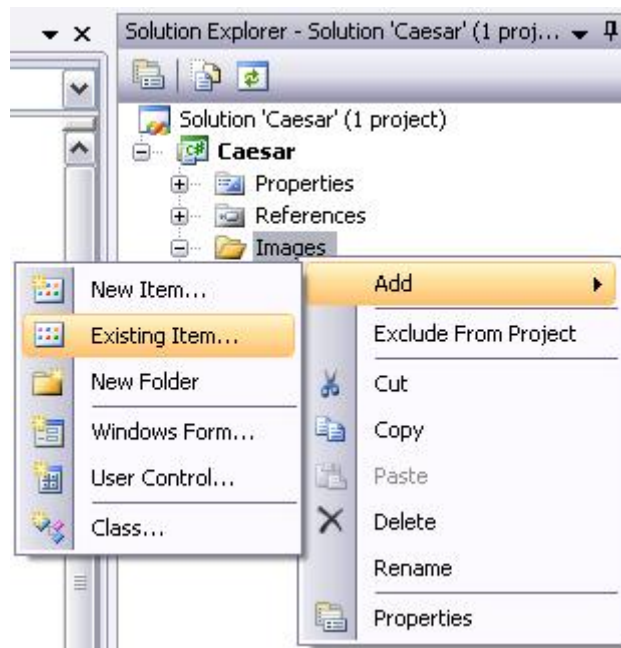 Solution Explorer - Solution 'Caesar' (1 proj...
Solution 'Caesar' (1 project)
Caesar
Properties
References
Images
New Item...
Existing Item...
New Folder
Windows Form...
User Control...
Class...
Add
Exclude From Project
Cut
Copy
Paste
Delete
Rename
Properties